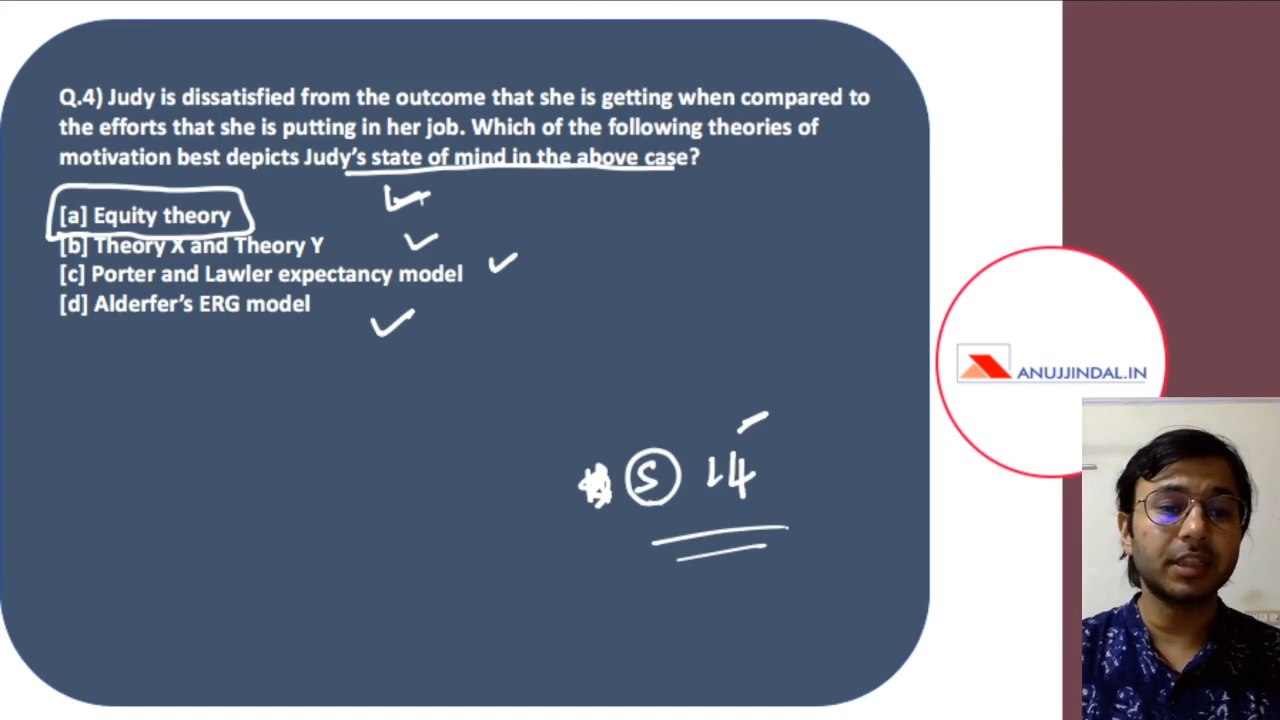 Q.4) Judy is dissatisfied from the outcome that she is getting when compared to
the efforts that she is putting in her job. Which of the following theories of
motivation best depicts Judy's state of mind in the above case?
[a] Equity theory
[b] Theory X and Theory Y
[c] Porter and Lawler expectancy model
[d] Alderfer's ERG model
S 14
ANUJJINDAL.IN